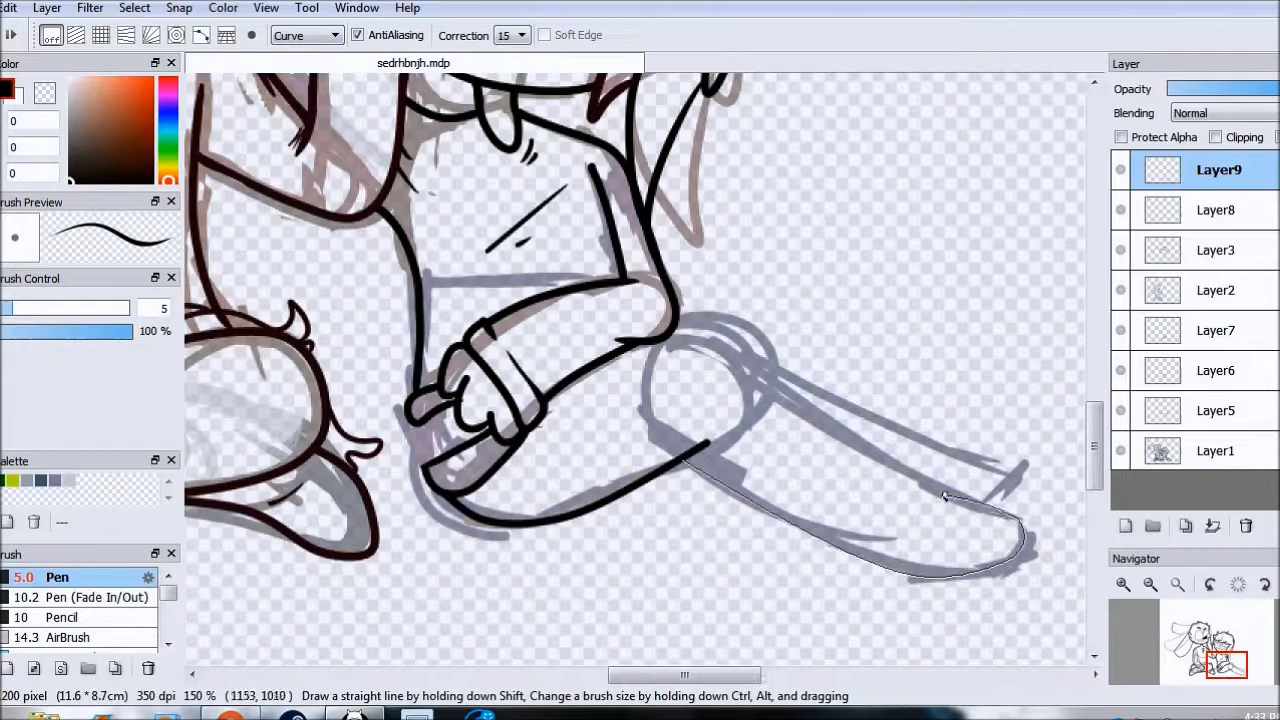 dit Layer Filter Select Snap Color View Tool Window Help
off Curve AntiAliasing Correction 15 Soft Edge
olor
sedrhbnjh.mdp
Layer
Opacity
0
Blending Normal
0
Protect Alpha Clipping
0
Layer9
rush Preview
Layer8
Layer3
rush Control
Layer2
5
100 %
Layer7
Layer6
Layer5
alette
Layer1
---
rush
Navigator
5.0 Pen
10.2 Pen (Fade In/Out)
10 Pencil
14.3 AirBrush
200 pixel (11.6 * 8.7cm) 350 dpi 150 % (1153, 1010) Draw a straight line by holding down Shift, Change a brush size by holding down Ctrl, Alt, and dragging